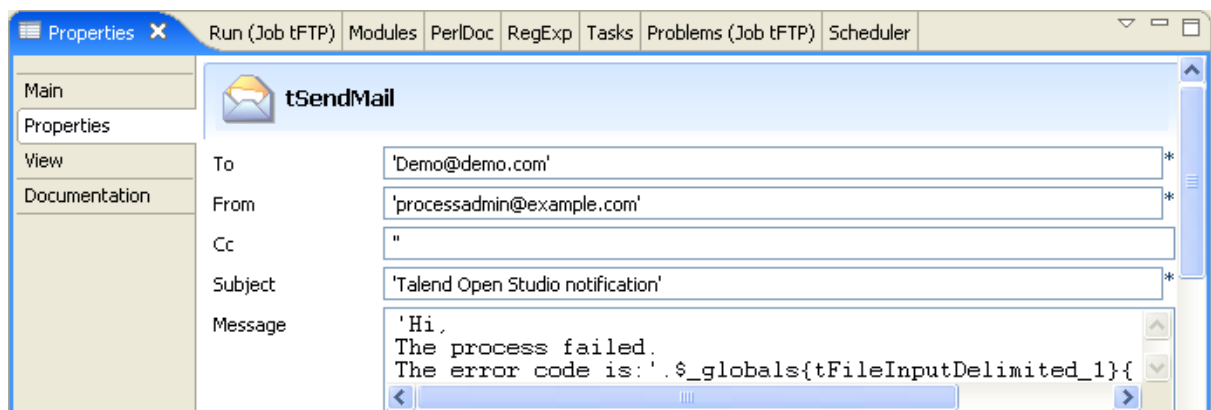 Properties Run (Job tFTP) Modules PerlDoc RegExp Tasks Problems (Job tFTP) Scheduler
Main
Properties
View
Documentation
tSendMail
To 'Demo@demo.com' *
From 'processadmin@example.com' *
Cc ''
Subject 'Talend Open Studio notification' *
Message 'Hi,
The process failed.
The error code is:'.$_globals{tFileInputDelimited_1}{